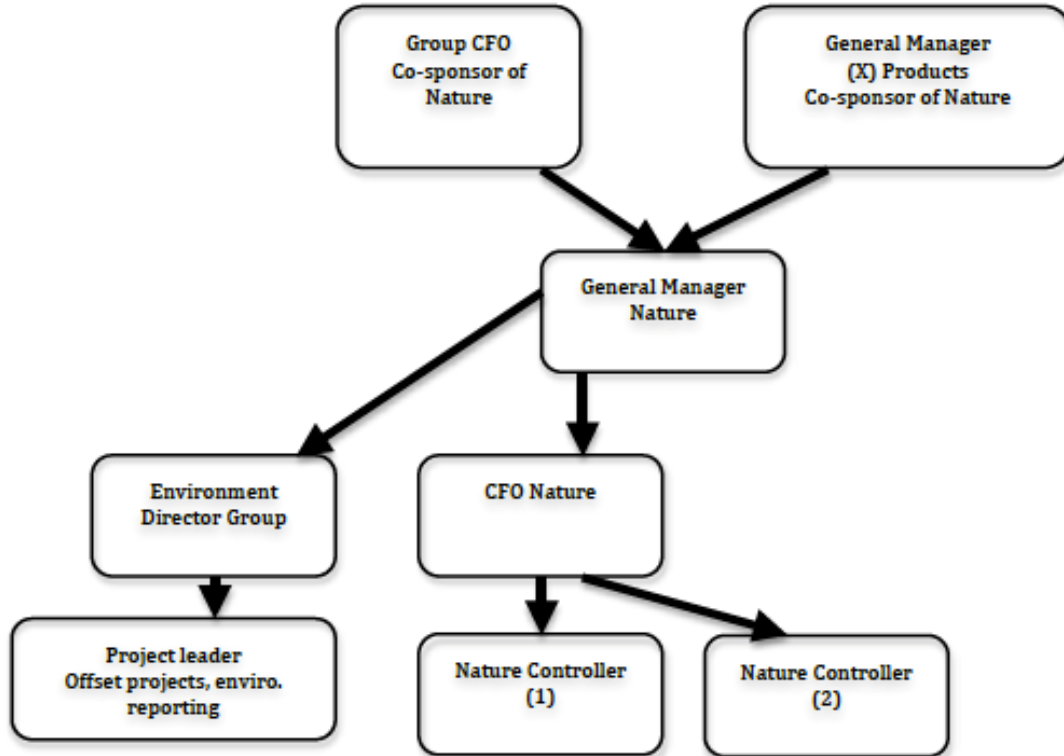 Group CFO
Co-sponsor of
Nature
General Manager
(X) Products
Co-sponsor of Nature
General Manager
Nature
Environment
Director Group
CFO Nature
Project leader
Offset projects, enviro.
reporting
Nature Controller
(1)
Nature Controller
(2)